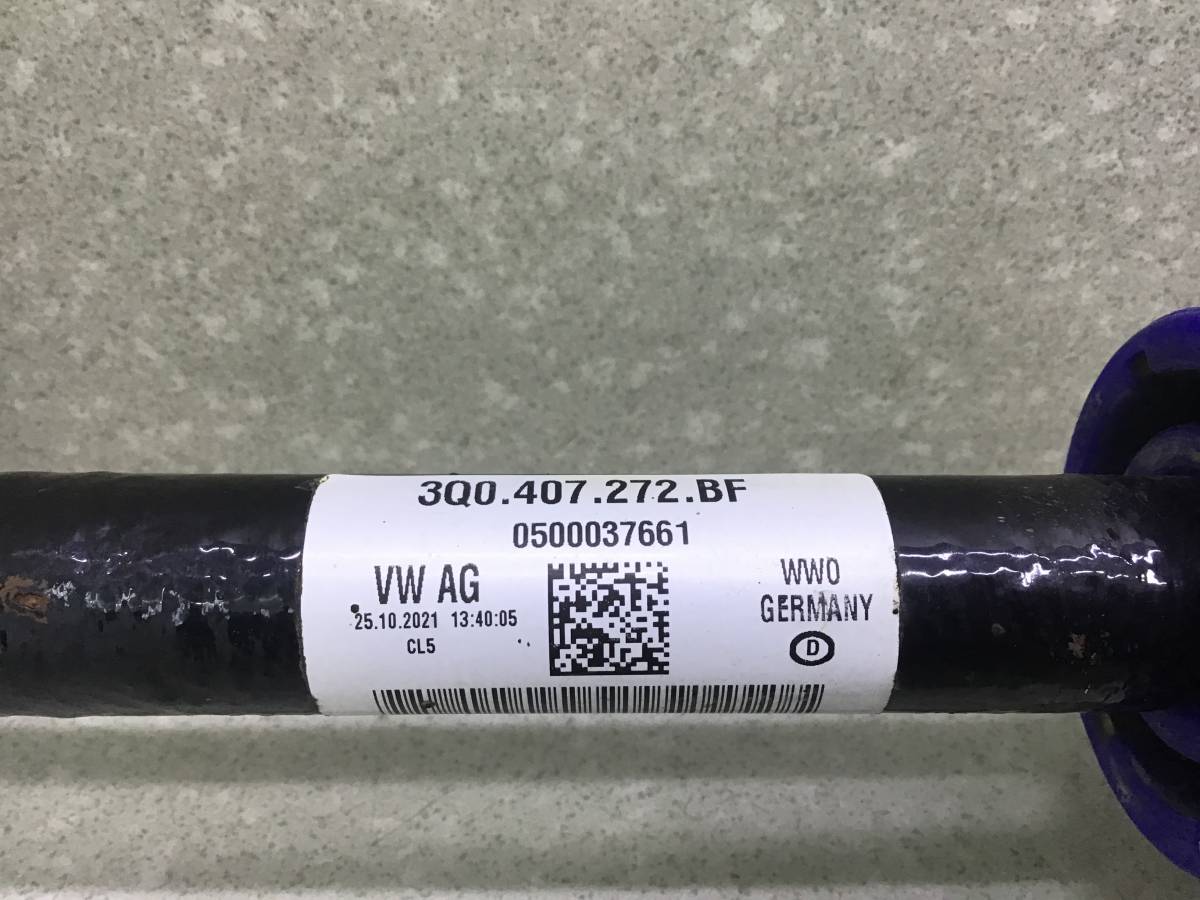 3Q0.407.272.BF
0500037661
VW AG
25.10.2021 13:40:05
CL5
WWO
GERMANY
D